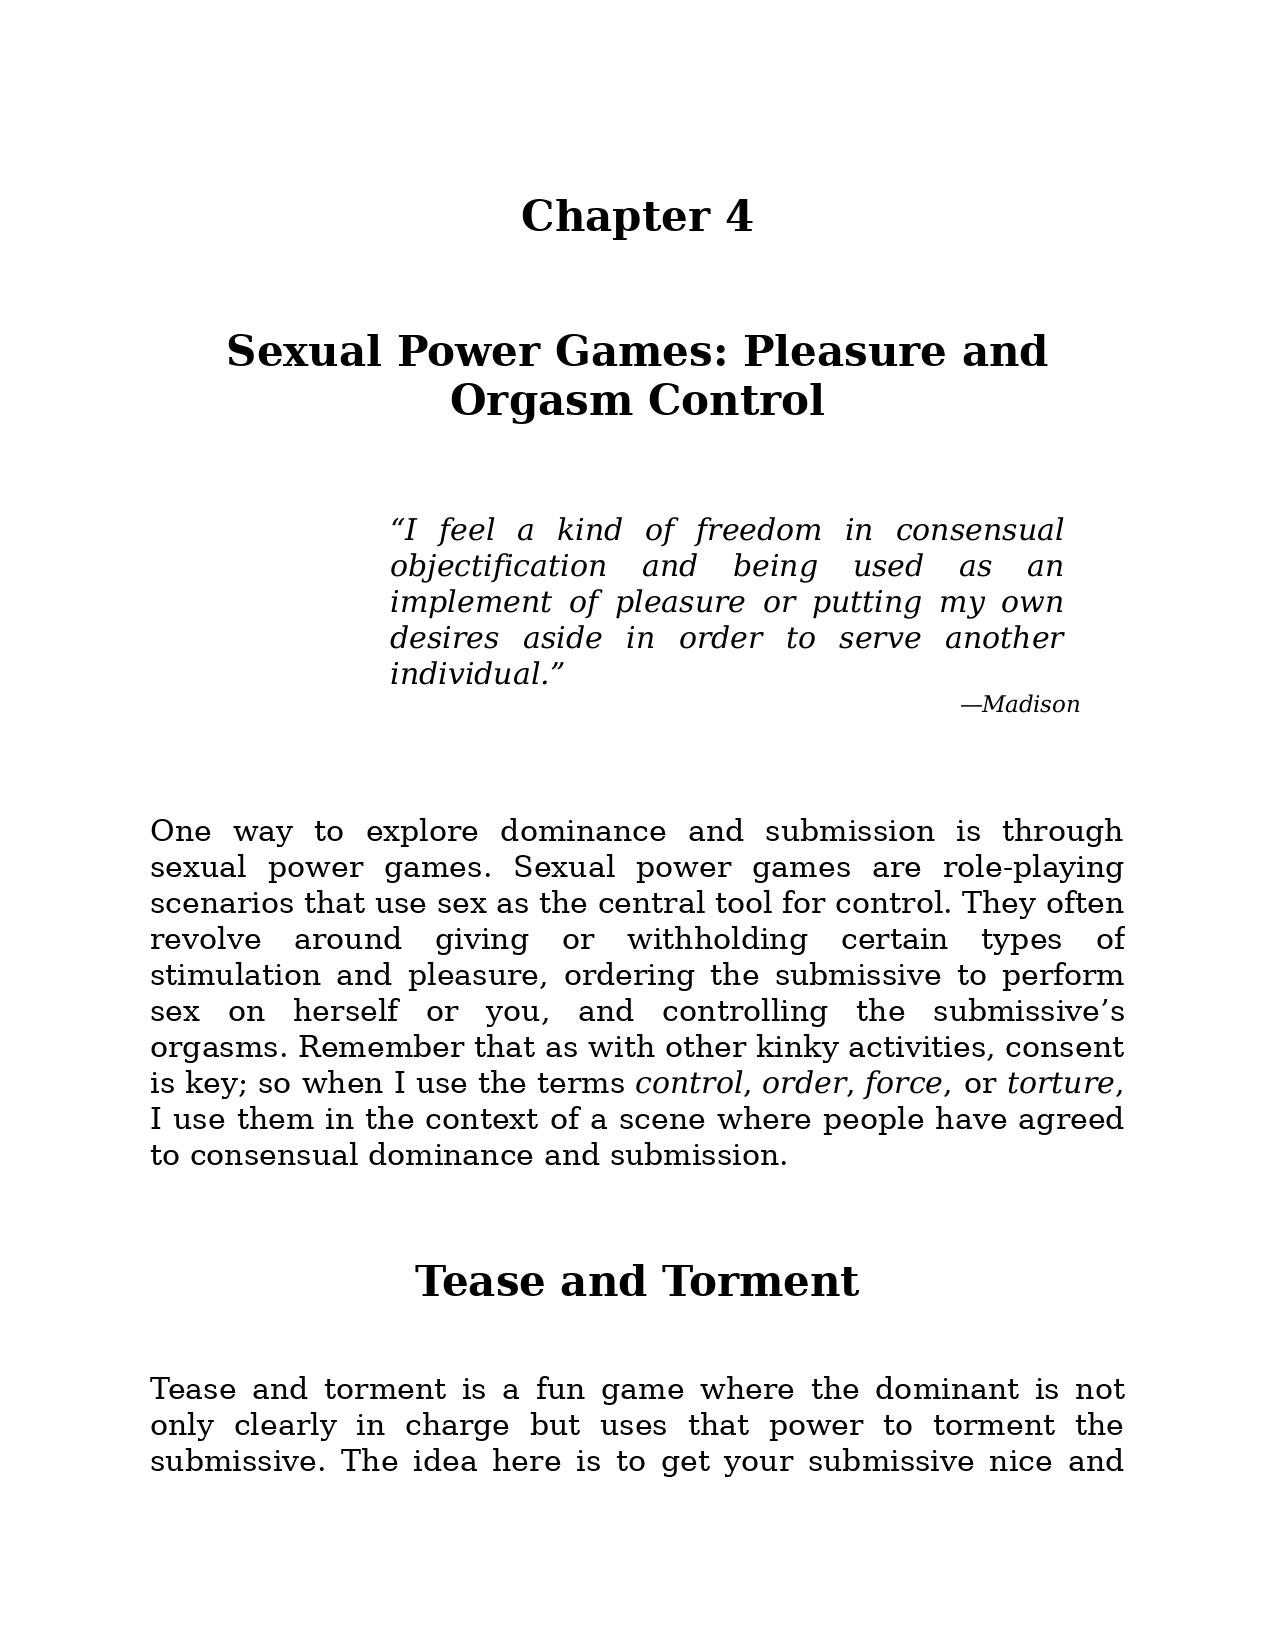 Chapter 4
Sexual Power Games: Pleasure and
Orgasm Control
“I feel a kind of freedom in consensual
objectification and being used as an
implement of pleasure or putting my own
desires aside in order to serve another
individual.”
—Madison
One way to explore dominance and submission is through
sexual power games. Sexual power games are role-playing
scenarios that use sex as the central tool for control. They often
revolve around giving or withholding certain types of
stimulation and pleasure, ordering the submissive to perform
sex on herself or you, and controlling the submissive’s
orgasms. Remember that as with other kinky activities, consent
is key; so when I use the terms control, order, force, or torture,
I use them in the context of a scene where people have agreed
to consensual dominance and submission.
Tease and Torment
Tease and torment is a fun game where the dominant is not
only clearly in charge but uses that power to torment the
submissive. The idea here is to get your submissive nice and